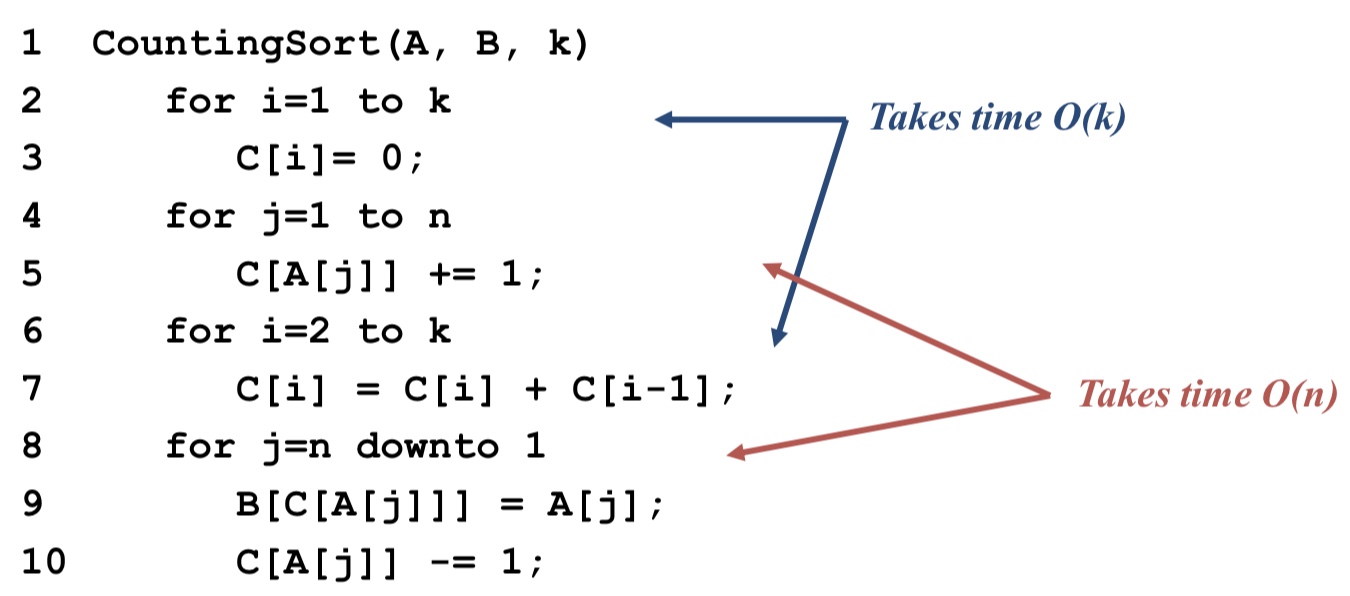 1 CountingSort(A, B, k)
2 for i=1 to k
Takes time O(k)
3 C[i]= 0;
4 for j=1 to n
5 C[A[j]] += 1;
6 for i=2 to k
7 C[i] = C[i] + C[i-1];
Takes time O(n)
8 for j=n downto 1
9 B[C[A[j]]] = A[j];
10 C[A[j]] -= 1;